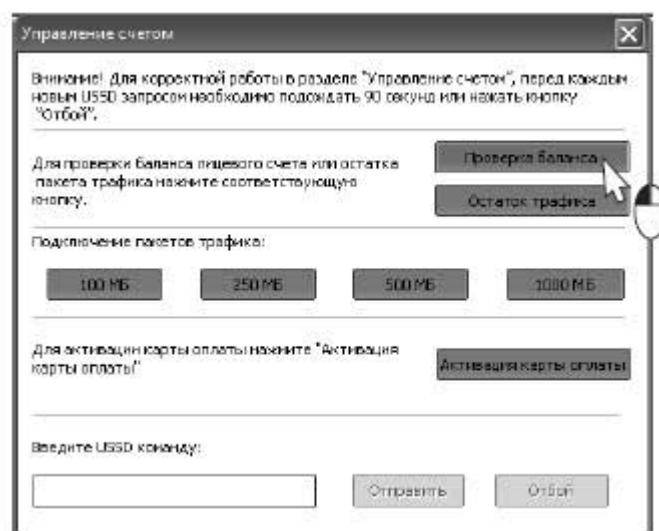 Управление счетом
Внимание! Для корректной работы в разделе "Управление счетом", перед каждым
новым USSD запросом необходимо подождать 90 секунд или нажать кнопку
"Отбой".
Для проверки баланса лицевого счета или остатка
пакета трафика нажмите соответствующую
кнопку.
Проверка баланса
Остаток трафика
Подключение пакетов трафика:
100 МБ 250 МБ 500 МБ 1000 МБ
Для активации карты оплаты нажмите "Активация
карты оплаты"
Активация карты оплаты
Введите USSD команду:
Отправить Отбой